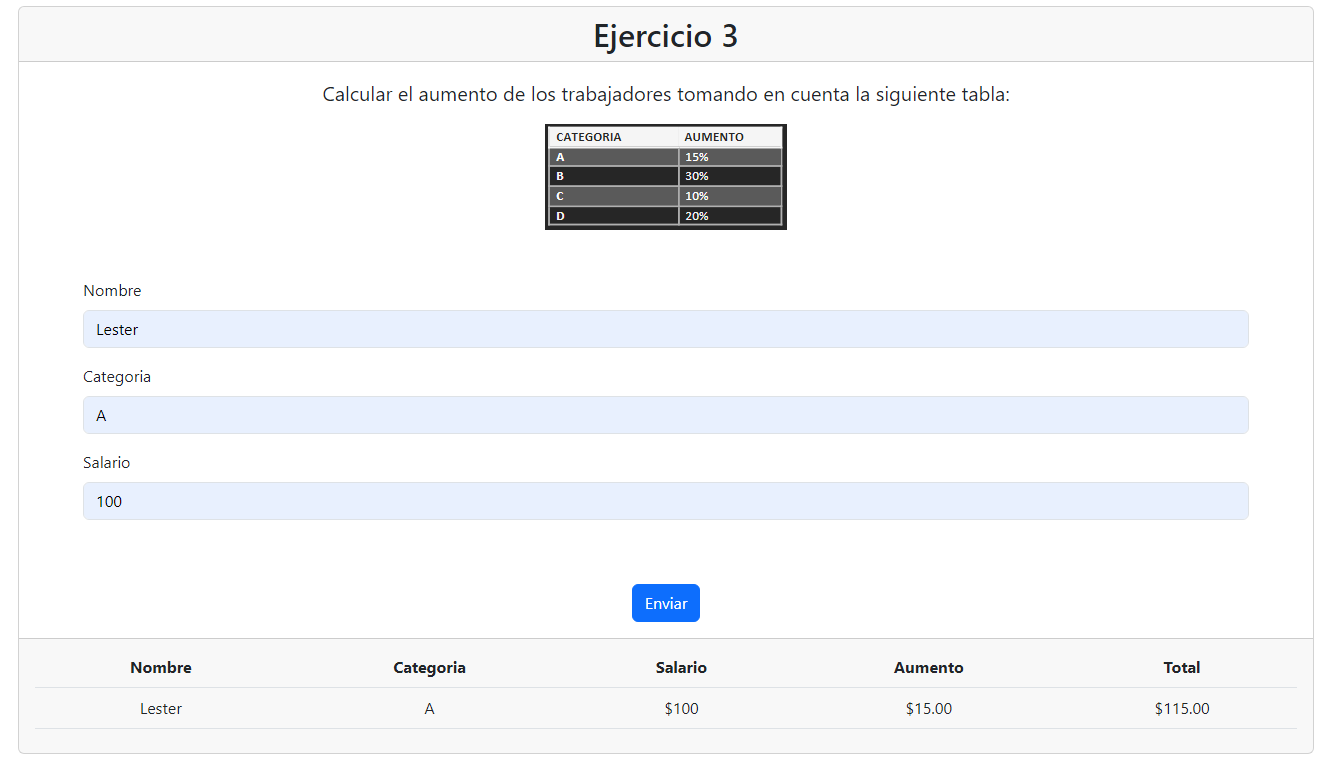 Ejercicio 3
Calcular el aumento de los trabajadores tomando en cuenta la siguiente tabla:
CATEGORIA AUMENTO
A 15%
B 30%
C 10%
D 20%
Nombre
Lester
Categoria
A
Salario
100
Enviar
Nombre Categoria Salario Aumento Total
Lester A $100 $15.00 $115.00